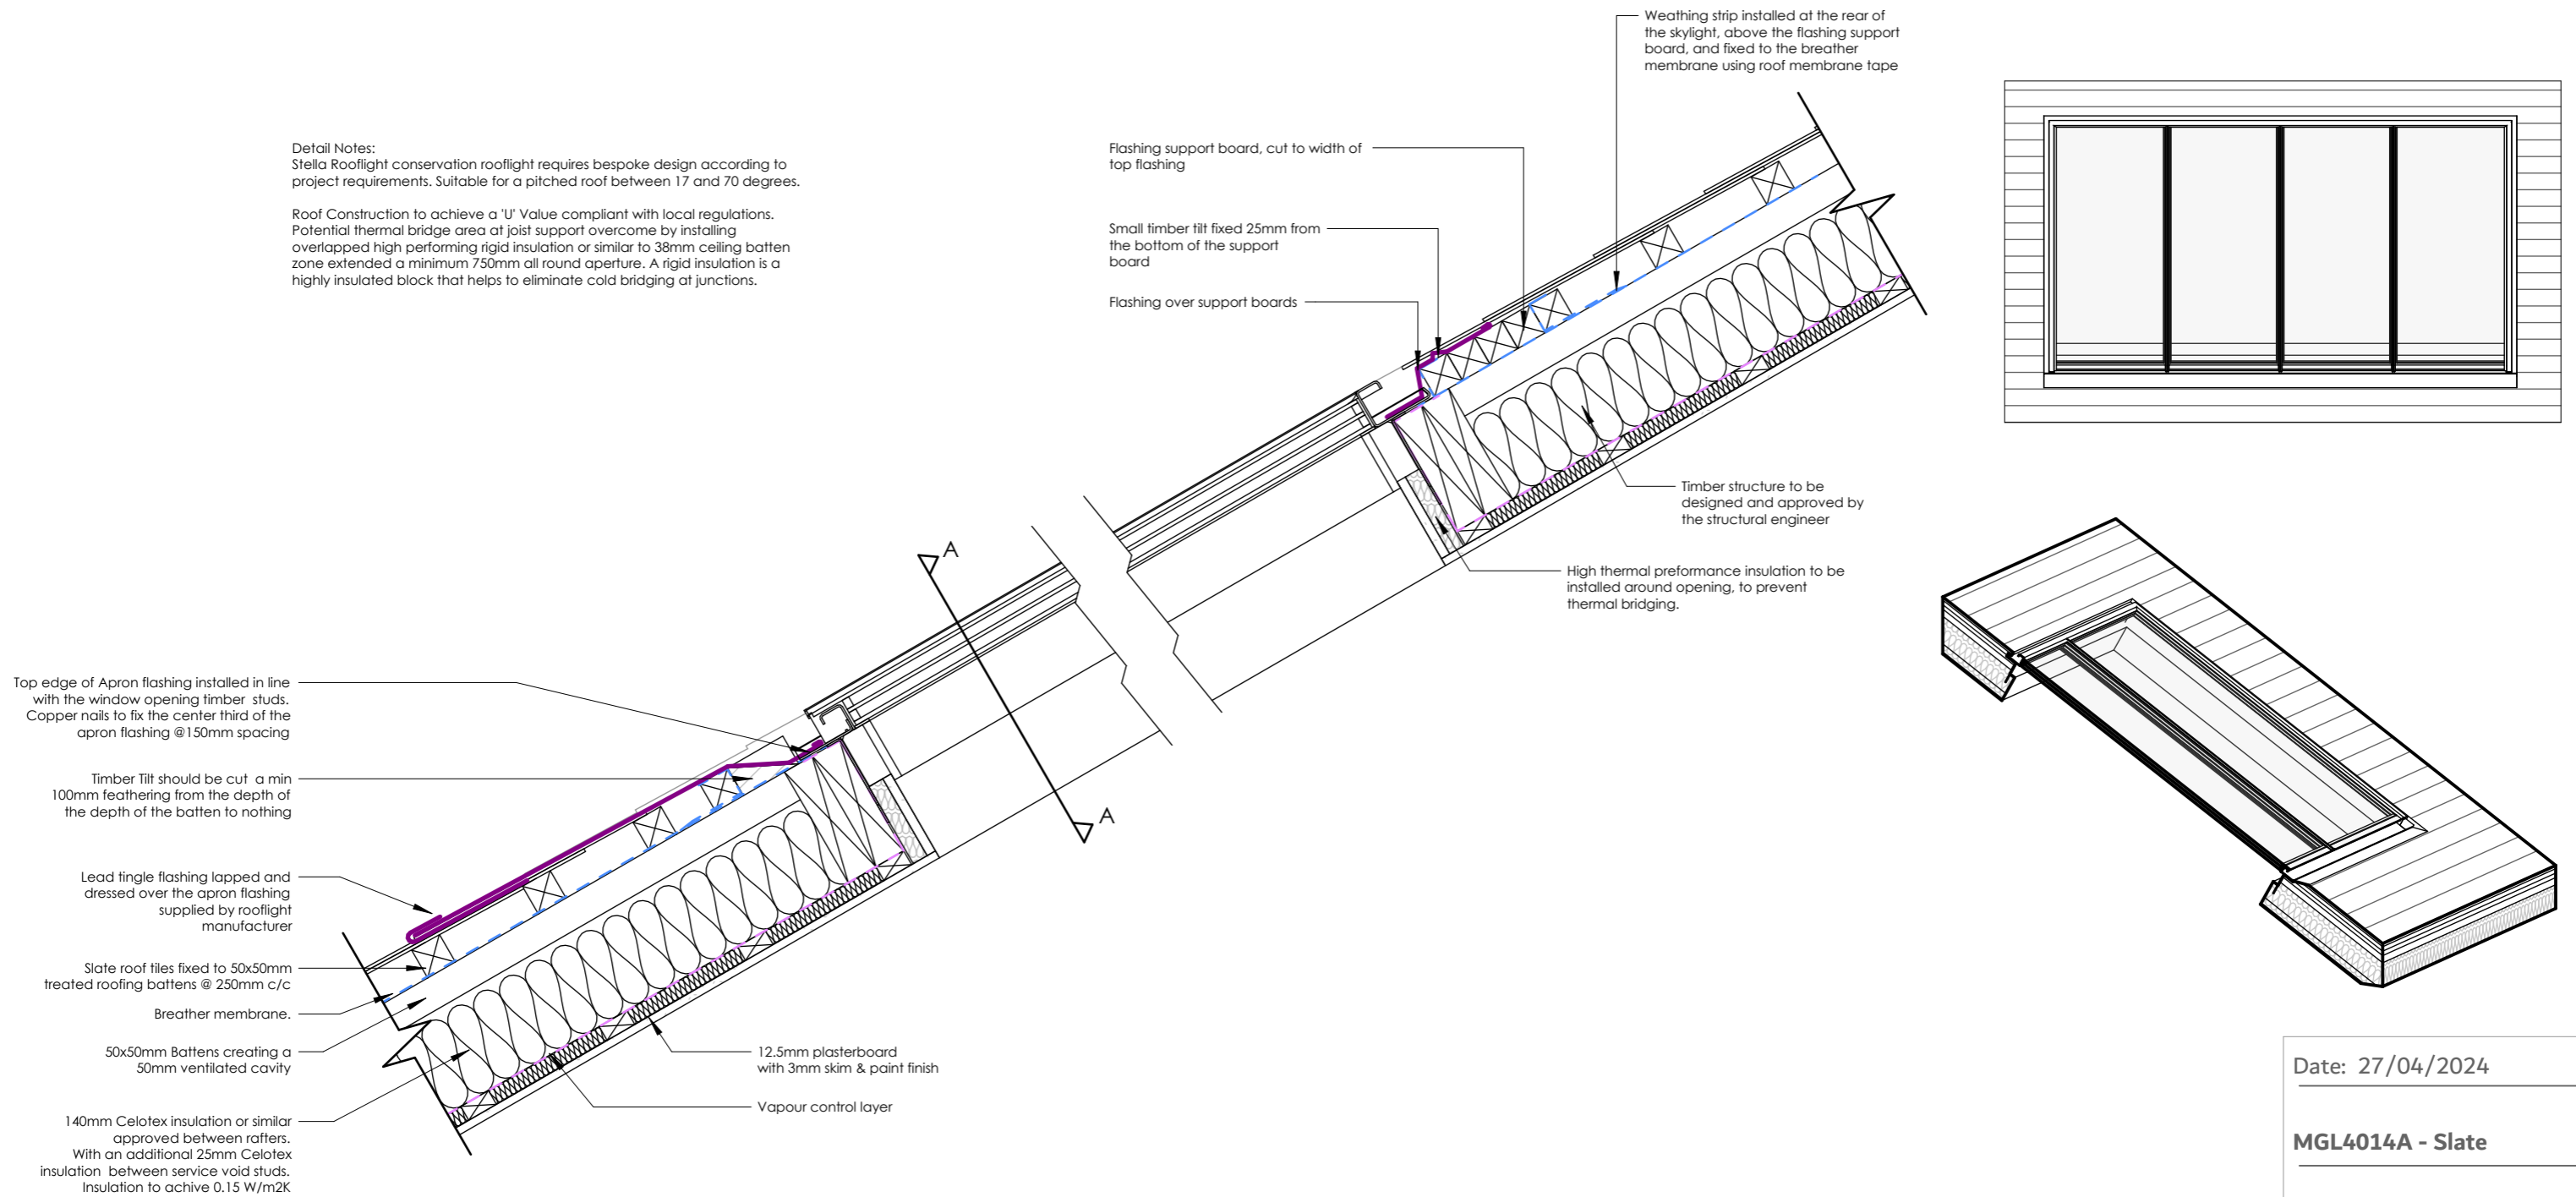 Detail Notes:
Stella Rooflight conservation rooflight requires bespoke design according to
project requirements. Suitable for a pitched roof between 17 and 70 degrees.
Roof Construction to achieve a 'U' Value compliant with local regulations.
Potential thermal bridge area at joist support overcome by installing
overlapped high performing rigid insulation or similar to 38mm ceiling batten
zone extended a minimum 750mm all round aperture. A rigid insulation is a
highly insulated block that helps to eliminate cold bridging at junctions.
Weathing strip installed at the rear of
the skylight, above the flashing support
board, and fixed to the breather
membrane using roof membrane tape
Flashing support board, cut to width of
top flashing
Small timber tilt fixed 25mm from
the bottom of the support
board
Flashing over support boards
Timber structure to be
designed and approved by
the structural engineer
High thermal preformance insulation to be
installed around opening, to prevent
thermal bridging.
A
A
Top edge of Apron flashing installed in line
with the window opening timber studs.
Copper nails to fix the center third of the
apron flashing @150mm spacing
Timber Tilt should be cut a min
100mm feathering from the depth of
the depth of the batten to nothing
Lead tingle flashing lapped and
dressed over the apron flashing
supplied by rooflight
manufacturer
Slate roof tiles fixed to 50x50mm
treated roofing battens @ 250mm c/c
Breather membrane.
50x50mm Battens creating a
50mm ventilated cavity
140mm Celotex insulation or similar
approved between rafters.
With an additional 25mm Celotex
insulation between service void studs.
Insulation to achive 0.15 W/m2K
12.5mm plasterboard
with 3mm skim & paint finish
Vapour control layer
Date: 27/04/2024
MGL4014A - Slate